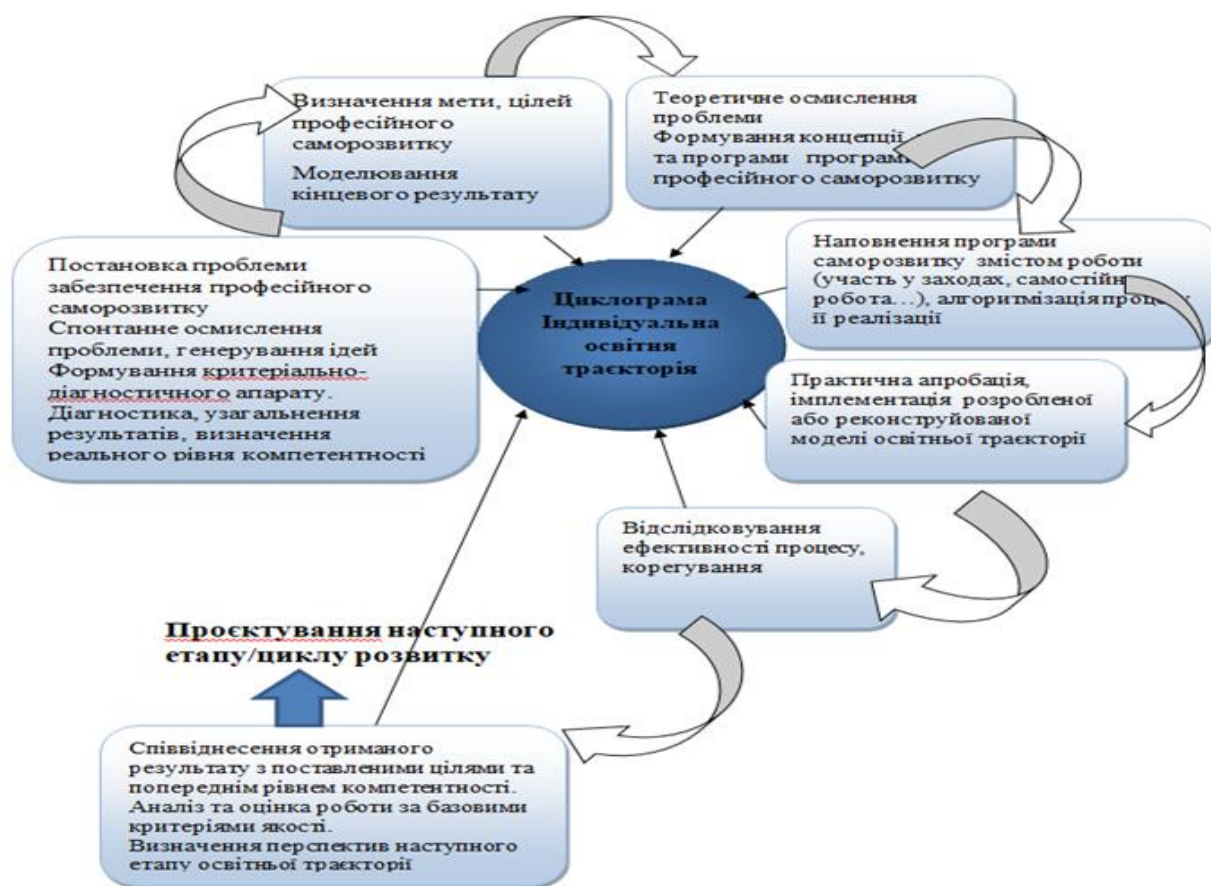 Визначення мети, цілей
професійного
саморозвитку
Моделювання
кінцевого результату
Теоретичне осмислення
проблеми
Формування концепції
та програми програми
професійного саморозвитку
Постановка проблеми
забезпечення професійного
саморозвитку
Спонтанне осмислення
проблеми, генерування ідей
Формування критеріально-
діагностичного апарату.
Діагностика, узагальнення
результатів, визначення
реального рівня компетентності
Циклограма
Індивідуальна
освітня
траєкторія
Наповнення програми
саморозвитку змістом роботи
(участь у заходах, самостійна
робота...), алгоритмізація процесу
її реалізації
Практична апробація,
імплементація розробленої
або реконструйованої
моделі освітньої траєкторії
Відслідковування
ефективності процесу,
корегування
Проєктування наступного
етапу/циклу розвитку
Співвіднесення отриманого
результату з поставленими цілями та
попереднім рівнем компетентності.
Аналіз та оцінка роботи за базовими
критеріями якості.
Визначення перспектив наступного
етапу освітньої траєкторії